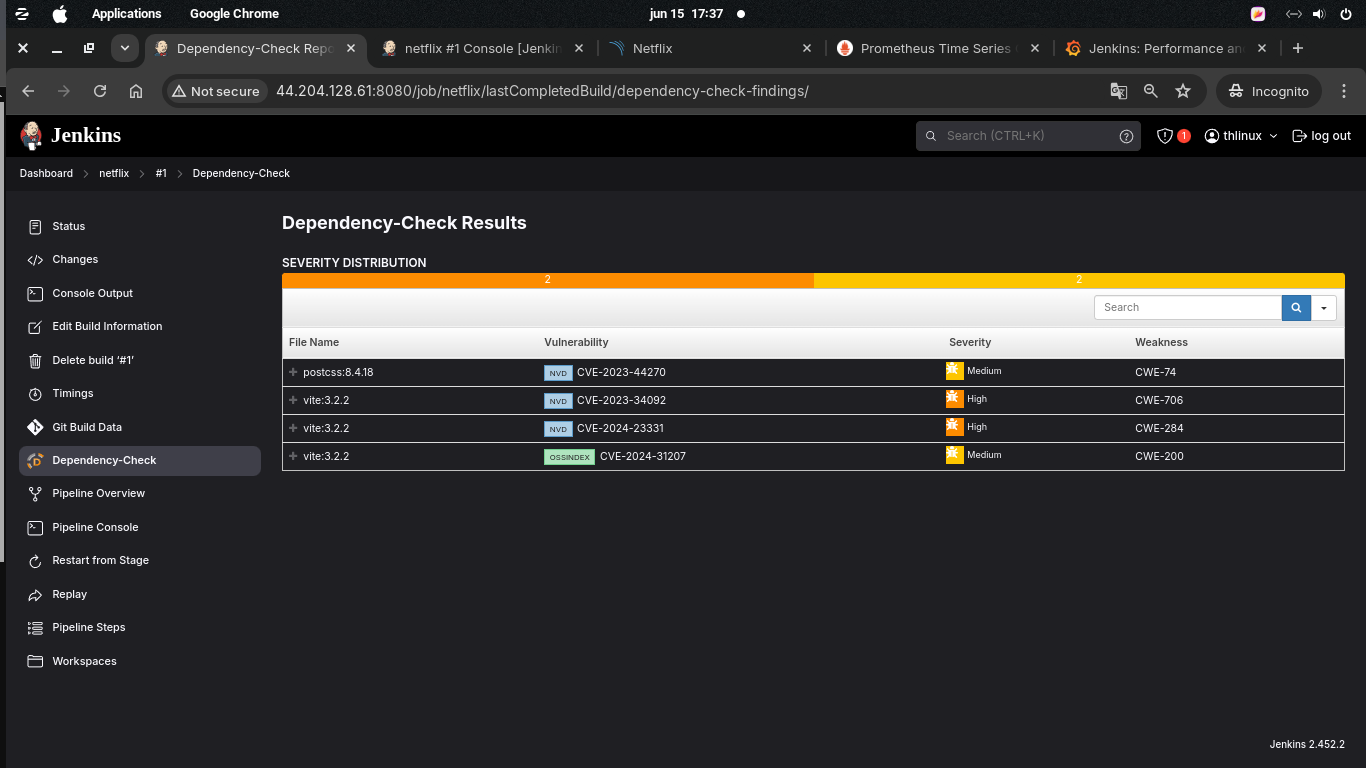 Applications Google Chrome jun 15 17:37
Dependency-Check Repo netflix #1 Console [Jenkin Netflix Prometheus Time Series Jenkins: Performance an
Not secure 44.204.128.61:8080/job/netflix/lastCompletedBuild/dependency-check-findings/ Incognito
Jenkins Search (CTRL+K) ? 1 thlinux log out
Dashboard netflix #1 Dependency-Check
Status
Changes
Console Output
Edit Build Information
Delete build ‘#1’
Timings
Git Build Data
Dependency-Check
Pipeline Overview
Pipeline Console
Restart from Stage
Replay
Pipeline Steps
Workspaces
Dependency-Check Results
SEVERITY DISTRIBUTION
2 2
Search
File Name Vulnerability Severity Weakness
postcss:8.4.18 NVD CVE-2023-44270 Medium CWE-74
vite:3.2.2 NVD CVE-2023-34092 High CWE-706
vite:3.2.2 NVD CVE-2024-23331 High CWE-284
vite:3.2.2 OSSINDEX CVE-2024-31207 Medium CWE-200
Jenkins 2.452.2